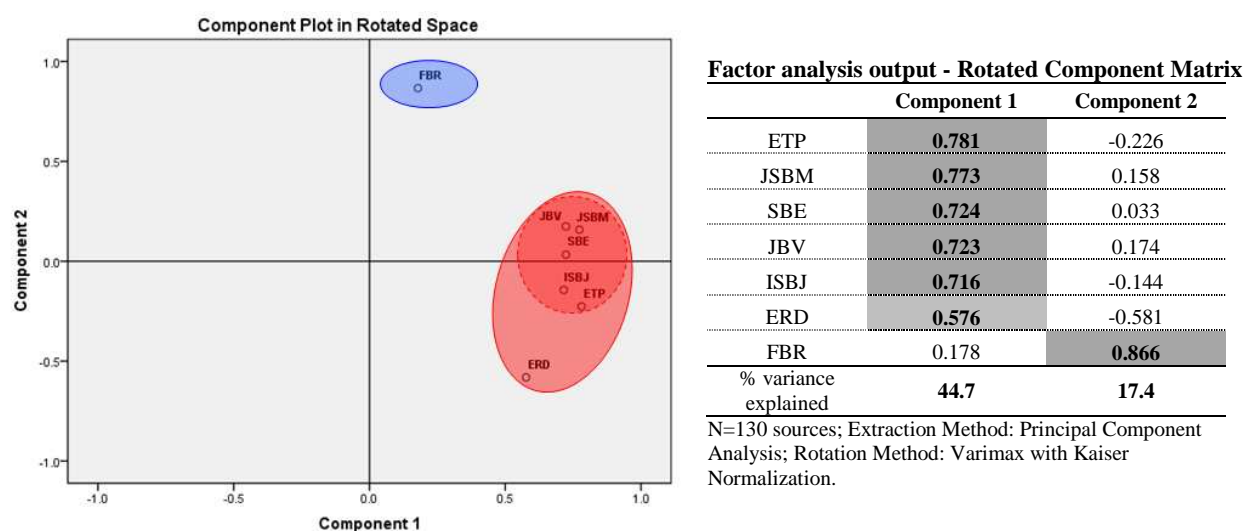 Component Plot in Rotated Space
Component 2
1.0
0.5
0.0
-0.5
-1.0
FBR
JBV JSBM
SBE
ISBJ
ETP
ERD
-1.0 -0.5 0.0 0.5 1.0
Component 1
Factor analysis output - Rotated Component Matrix
Component 1 Component 2
ETP 0.781 -0.226
JSBM 0.773 0.158
SBE 0.724 0.033
JBV 0.723 0.174
ISBJ 0.716 -0.144
ERD 0.576 -0.581
FBR 0.178 0.866
% variance
explained 44.7 17.4
N=130 sources; Extraction Method: Principal Component
Analysis; Rotation Method: Varimax with Kaiser
Normalization.